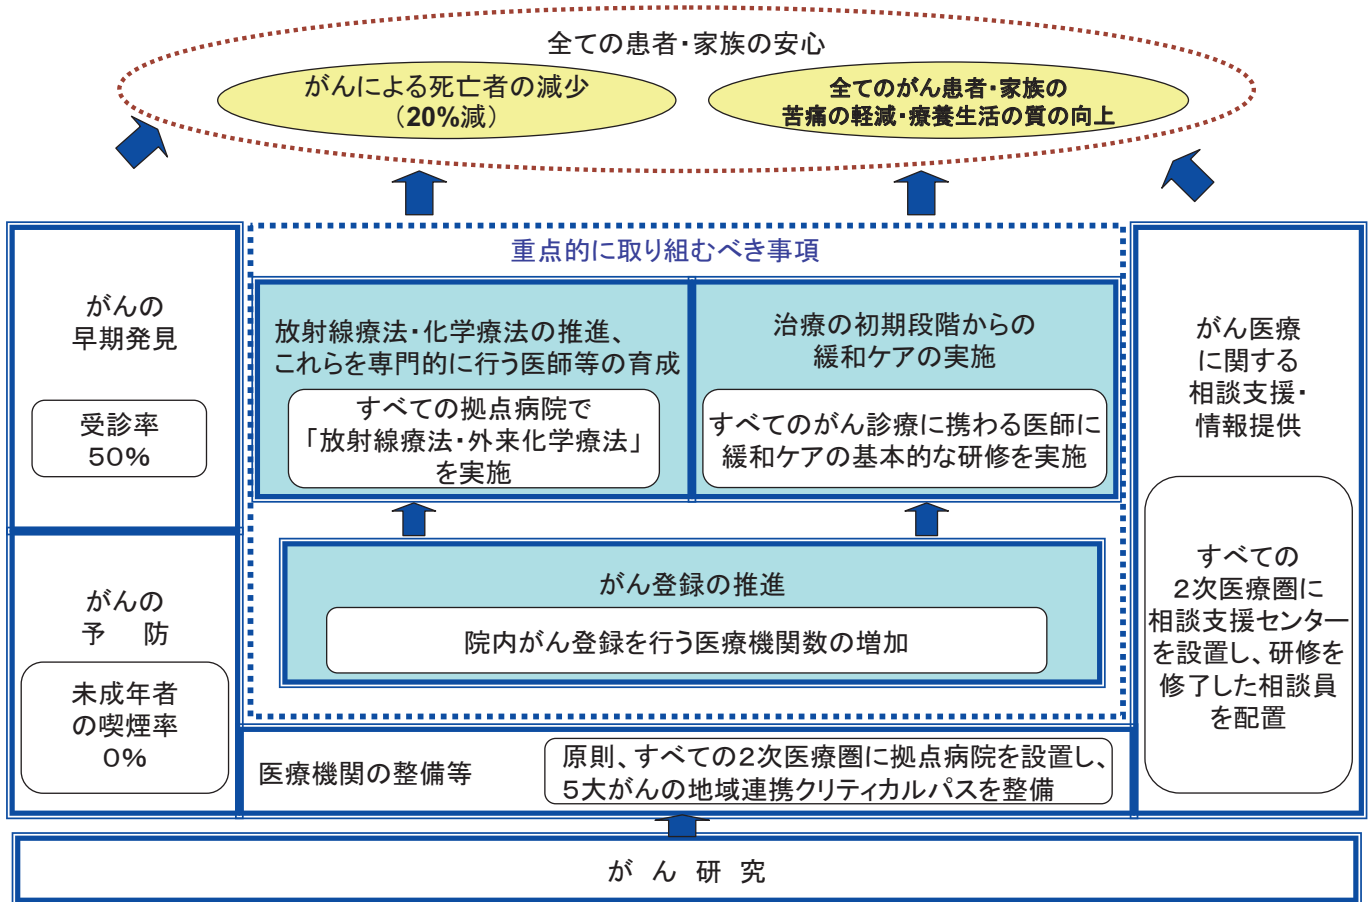 全ての患者・家族の安心
がんによる死亡者の減少
（20%減）
全てのがん患者・家族の
苦痛の軽減・療養生活の質の向上
がんの
早期発見
受診率
５０％
がんの
予　防
未成年者
の喫煙率
０％
重点的に取り組むべき事項
放射線療法・化学療法の推進、
これらを専門的に行う医師等の育成
すべての拠点病院で
「放射線療法・外来化学療法」
を実施
治療の初期段階からの
緩和ケアの実施
すべてのがん診療に携わる医師に
緩和ケアの基本的な研修を実施
がん登録の推進
院内がん登録を行う医療機関数の増加
医療機関の整備等
原則、すべての２次医療圏に拠点病院を設置し、
５大がんの地域連携クリティカルパスを整備
がん医療
に関する
相談支援・
情報提供
すべての
２次医療圏に
相談支援センター
を設置し、研修を
修了した相談員
を配置
が ん 研 究